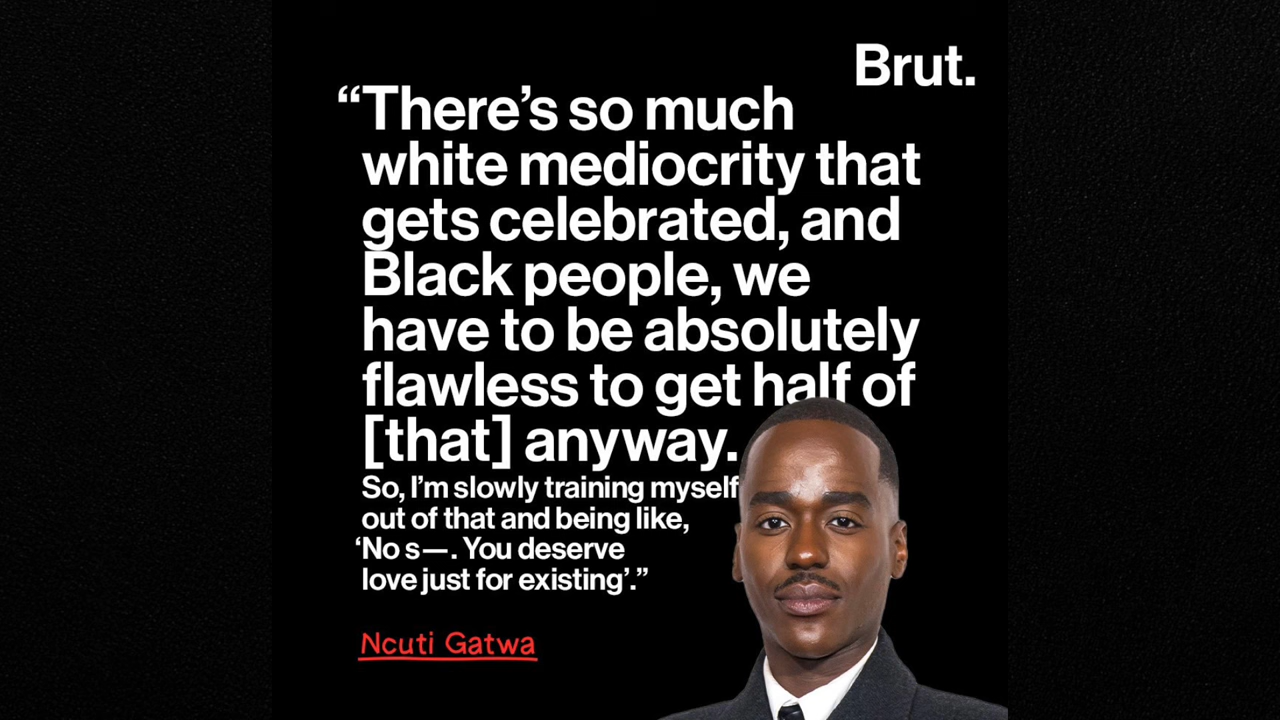 Brut.
“There’s so much
white mediocrity that
gets celebrated, and
Black people, we
have to be absolutely
flawless to get half of
[that] anyway.
So, I’m slowly training myself
out of that and being like,
‘No s—. You deserve
love just for existing’.”
Ncuti Gatwa